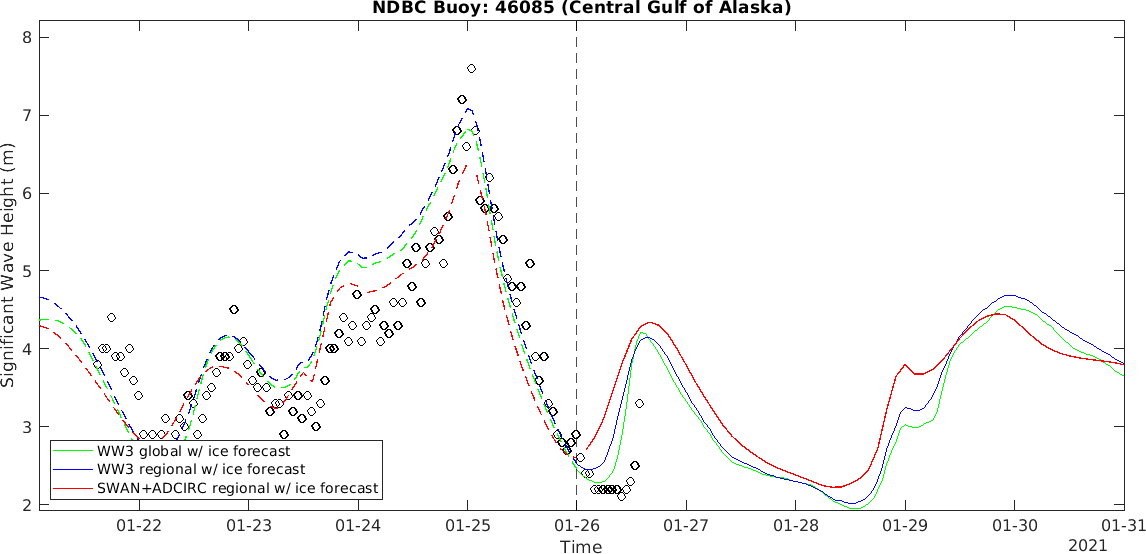 NDBC Buoy: 46085 (Central Gulf of Alaska)
8
7
6
5
4
3
2
Significant Wave Height (m)
WW3 global w/ ice forecast
WW3 regional w/ ice forecast
SWAN+ADCIRC regional w/ ice forecast
01-22 01-23 01-24 01-25 01-26 01-27 01-28 01-29 01-30 01-31
Time
2021